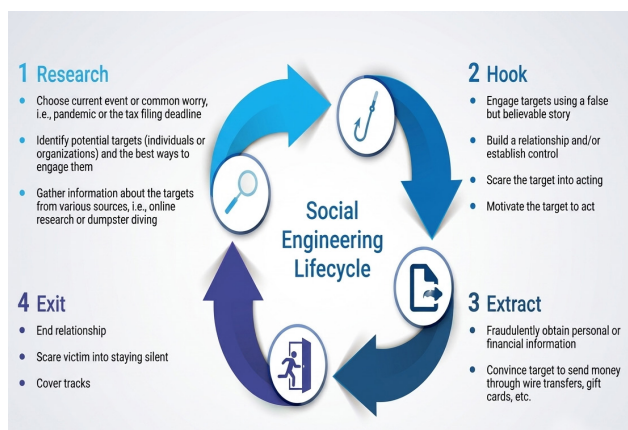 1 Research
Choose current event or common worry,
i.e., pandemic or the tax filing deadline
Identify potential targets (individuals or
organizations) and the best ways to
engage them
Gather information about the targets
from various sources, i.e., online
research or dumpster diving
2 Hook
Engage targets using a false
but believable story
Build a relationship and/or
establish control
Scare the target into acting
Motivate the target to act
Social
Engineering
Lifecycle
3 Extract
Fraudulently obtain personal or
financial information
Convince target to send money
through wire transfers, gift
cards, etc.
4 Exit
End relationship
Scare victim into staying silent
Cover tracks